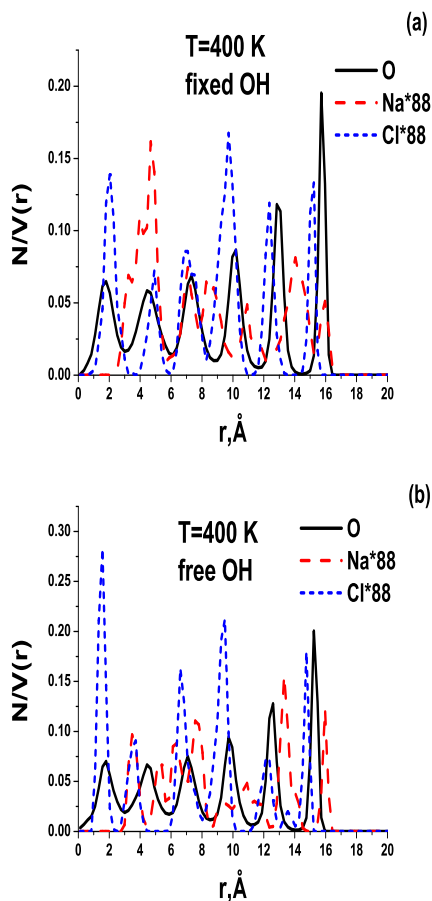 (a)
T=400 K
fixed OH
O
Na*88
Cl*88
N/V(r)
0.20
0.15
0.10
0.05
0.00
0 2 4 6 8 10 12 14 16 18 20
r,Å
(b)
T=400 K
free OH
O
Na*88
Cl*88
N/V(r)
0.30
0.25
0.20
0.15
0.10
0.05
0.00
0 2 4 6 8 10 12 14 16 18 20
r,Å